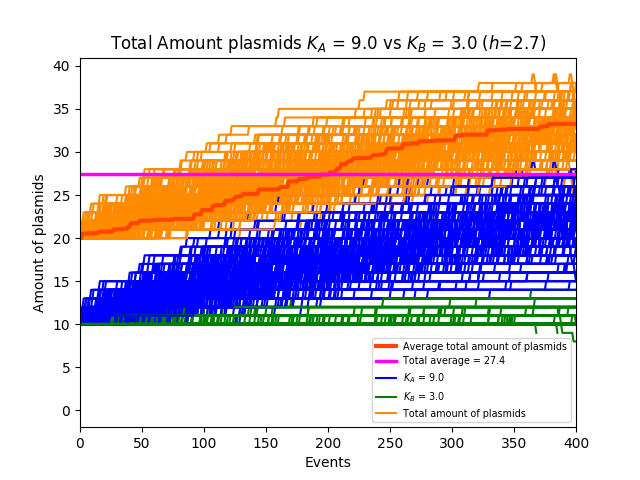 Total Amount plasmids K_A = 9.0 vs K_B = 3.0 (h=2.7)
Amount of plasmids
40
35
30
25
20
15
10
5
0
Average total amount of plasmids
Total average = 27.4
K_A = 9.0
K_B = 3.0
Total amount of plasmids
0 50 100 150 200 250 300 350 400
Events